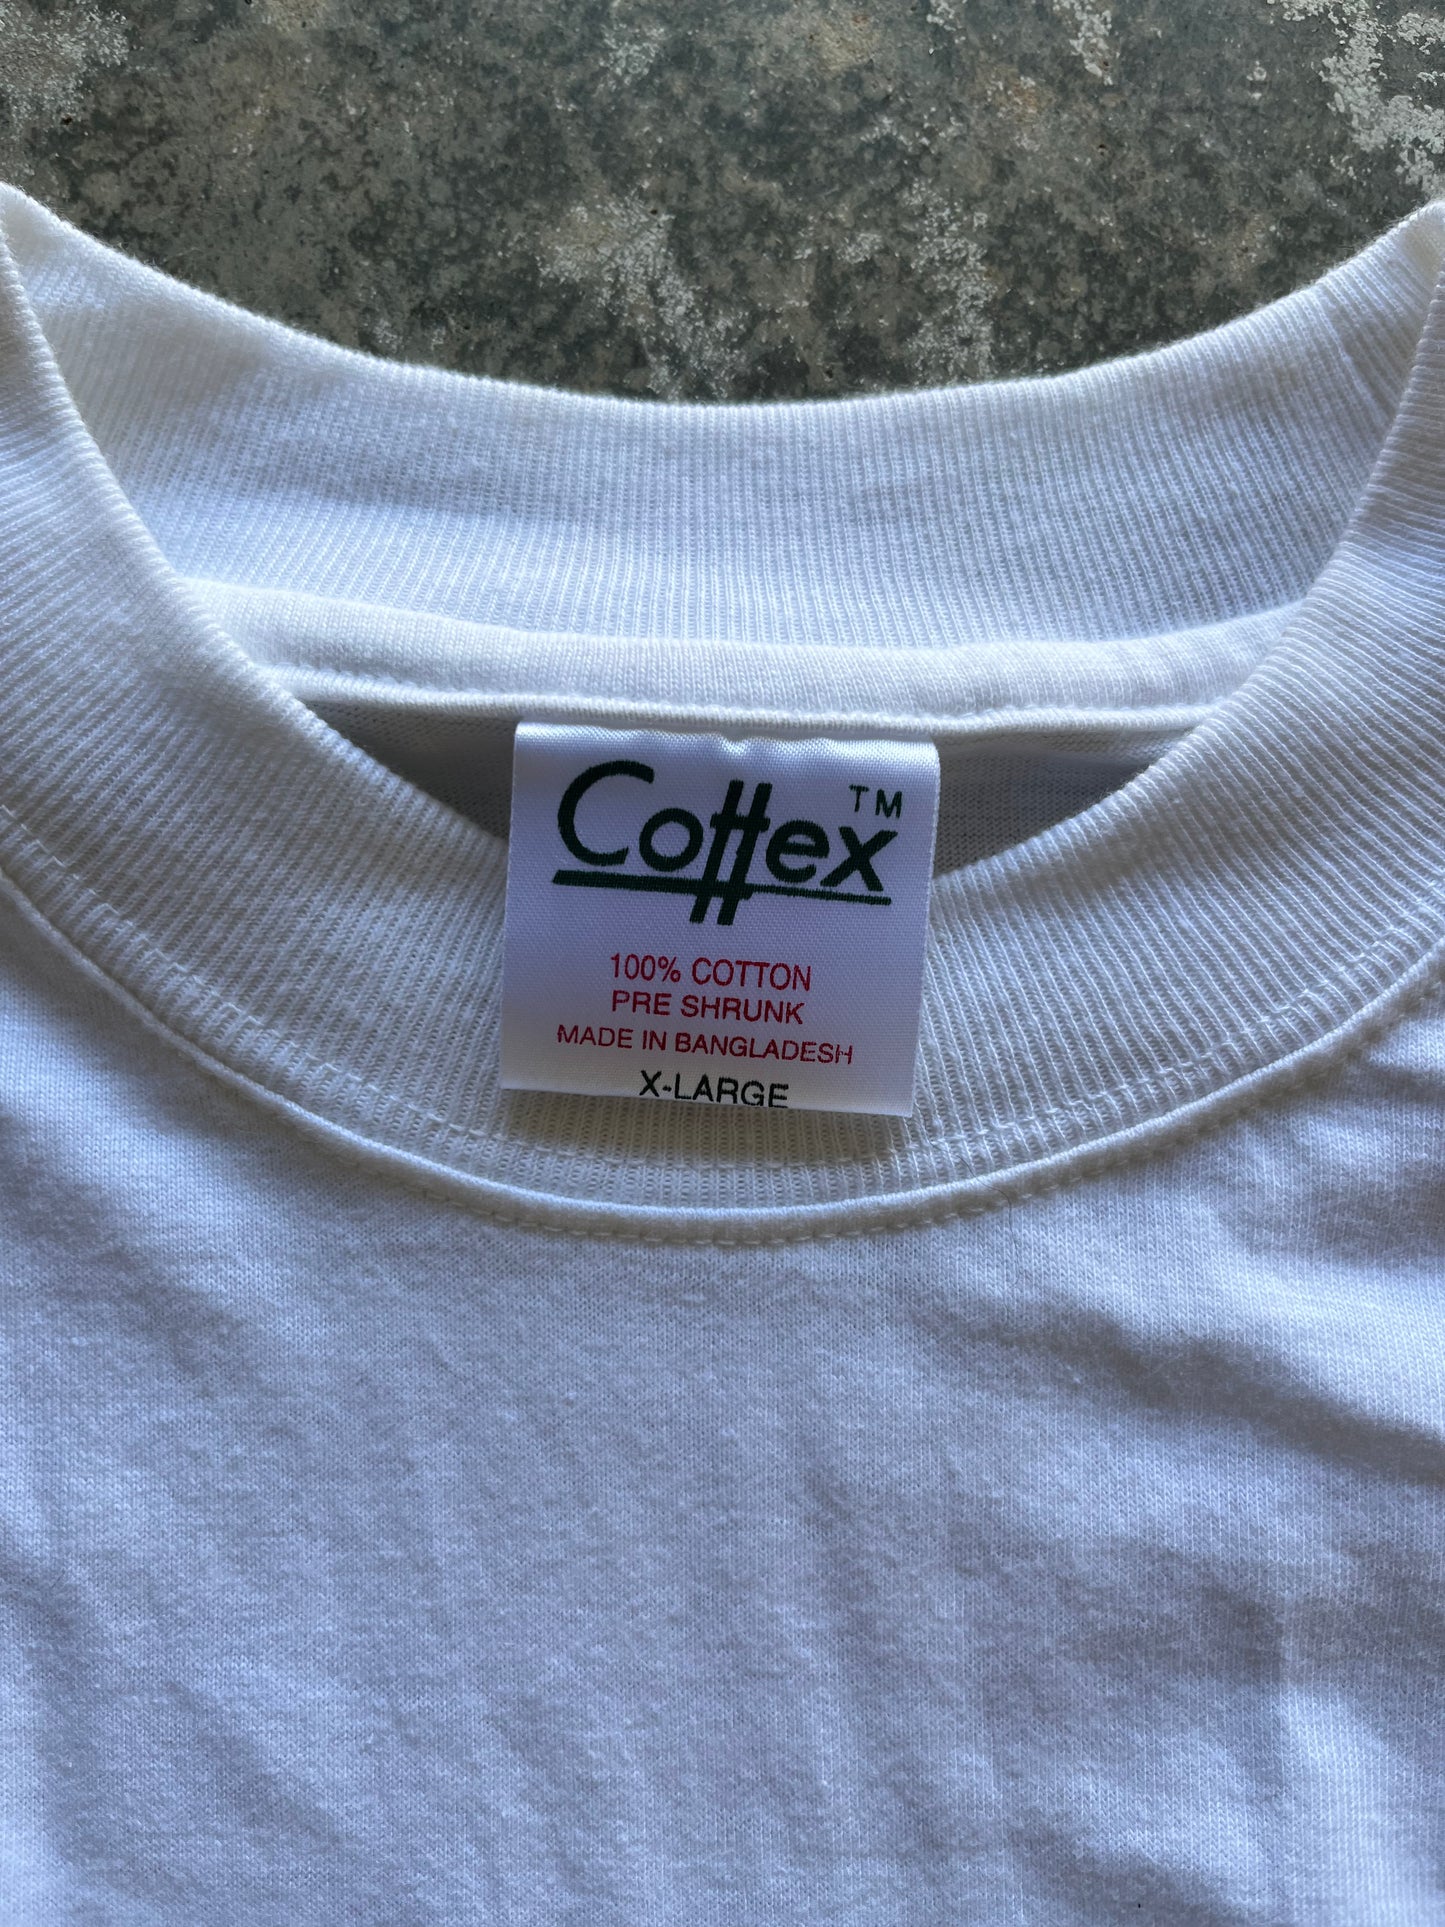 Cottex™
100% COTTON
PRE SHRUNK
MADE IN BANGLADESH
X-LARGE